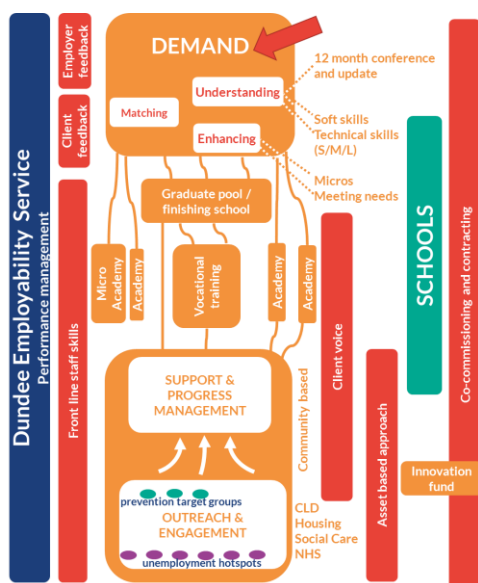 Dundee Employability Service
Performance management
Employer
feedback
Client
feedback
Front line staff skills
DEMAND
Understanding
Matching
Enhancing
12 month conference
and update
Soft skills
Technical skills
(S/M/L)
Micros
Meeting needs
Graduate pool /
finishing school
Micro
Academy
Academy
Vocational
training
Academy
Academy
SUPPORT &
PROGRESS
MANAGEMENT
Community based
prevention target groups
OUTREACH &
ENGAGEMENT
unemployment hotspots
CLD
Housing
Social Care
NHS
Client voice
Asset based approach
SCHOOLS
Innovation
fund
Co-commissioning and contracting